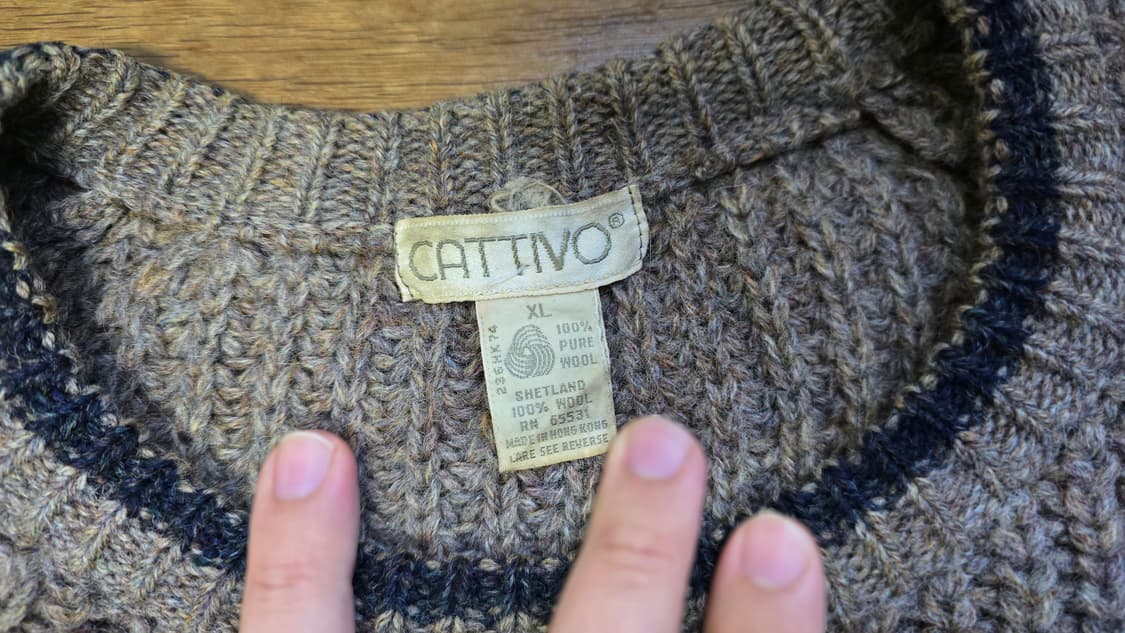 CATTIVO®
XL
236HK74
100%
PURE
WOOL
SHETLAND
100% WOOL
RN 65531
MADE IN HONG KONG
CARE SEE REVERSE